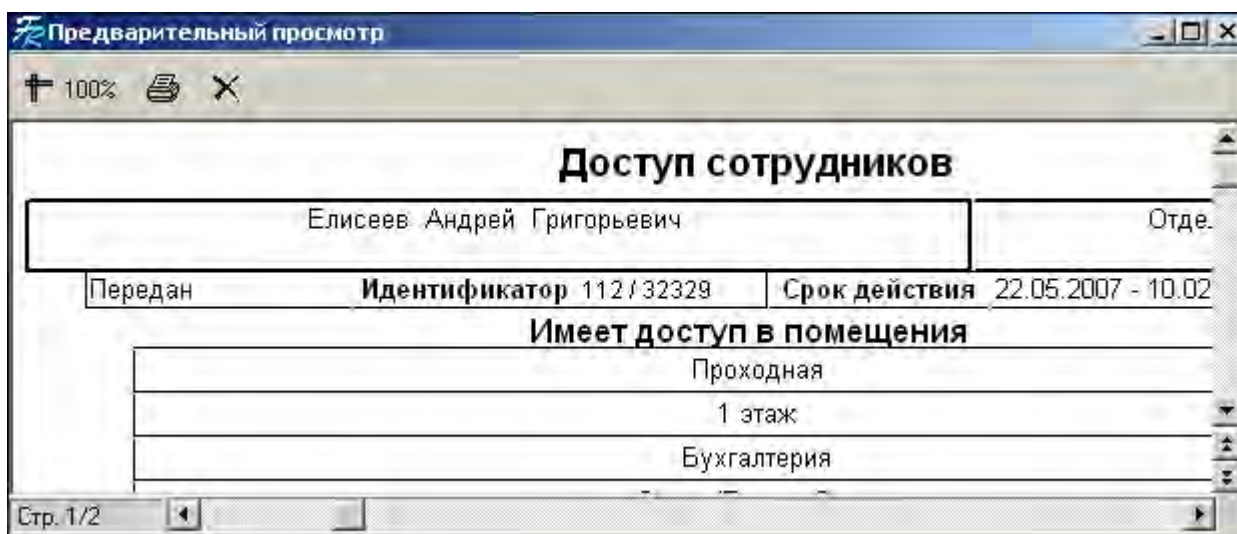 Предварительный просмотр
100%
Доступ сотрудников
Елисеев Андрей Григорьевич
Отде
Передан Идентификатор 112 / 32329 Срок действия 22.05.2007 - 10.02
Имеет доступ в помещения
Проходная
1 этаж
Бухгалтерия
Стр. 1/2